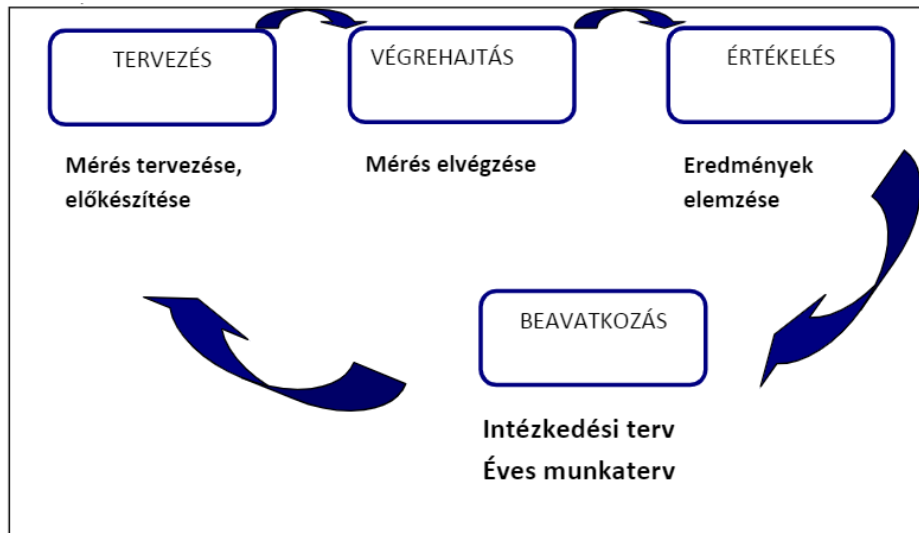 TERVEZÉS
VÉGREHAJTÁS
ÉRTÉKELÉS
Mérés tervezése,
előkészítése
Mérés elvégzése
Eredmények
elemzése
BEAVATKOZÁS
Intézkedési terv
Éves munkaterv